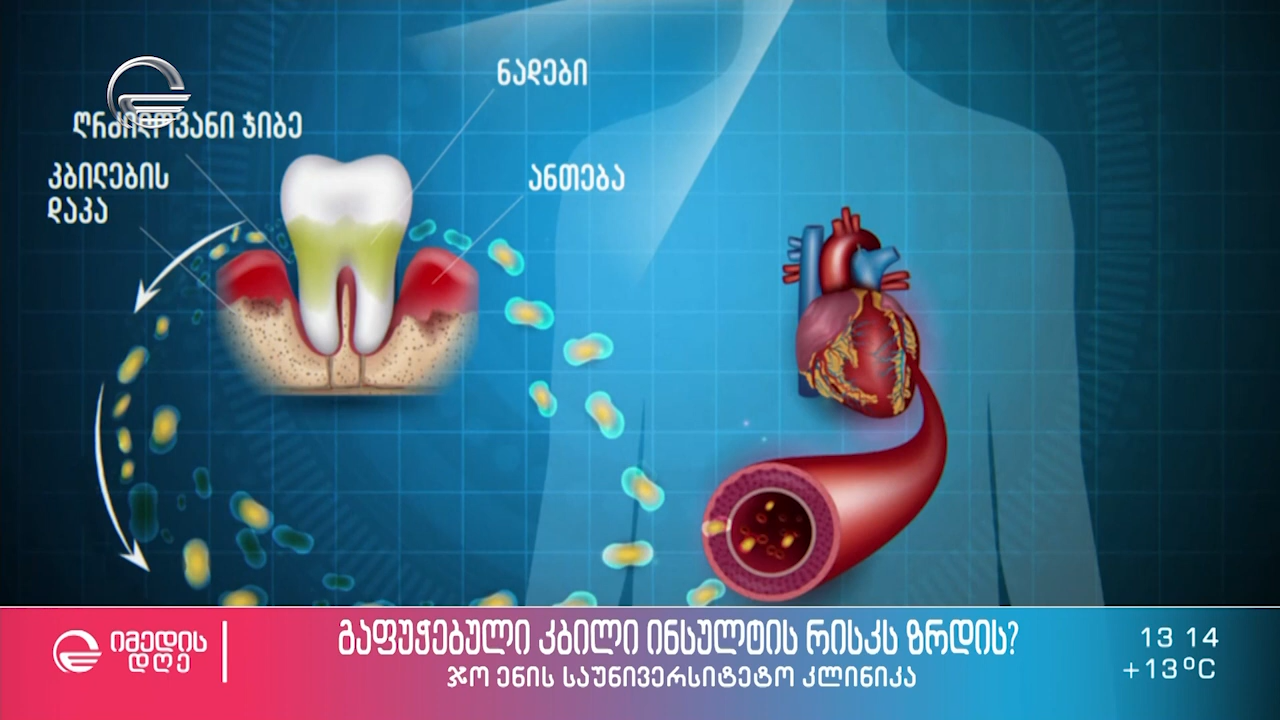 ნადები
ღრძილოვანი ჯიბე
კბილების
დაკა
ანთება
იმედის
დღე
გაფუჭებული კბილი ინსულტის რისკს ზრდის?
ჯო ენის საუნივერსიტეტო კლინიკა
13 14
+13°C